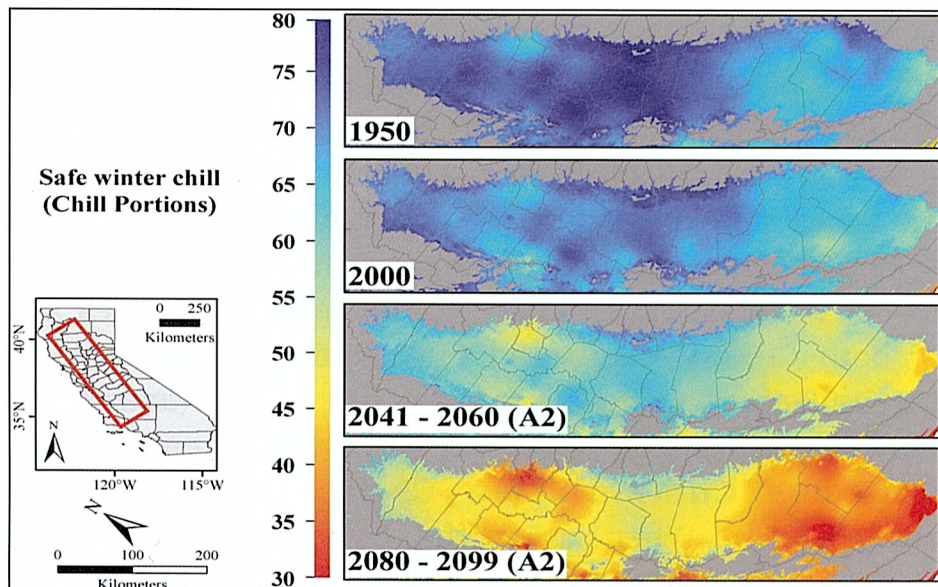 Safe winter chill
(Chill Portions)
80
75
70
65
60
55
50
45
40
35
30
1950
2000
2041 - 2060 (A2)
2080 - 2099 (A2)
0 250
Kilometers
40°N
35°N
N
120°W 115°W
N
0 100 200
Kilometers